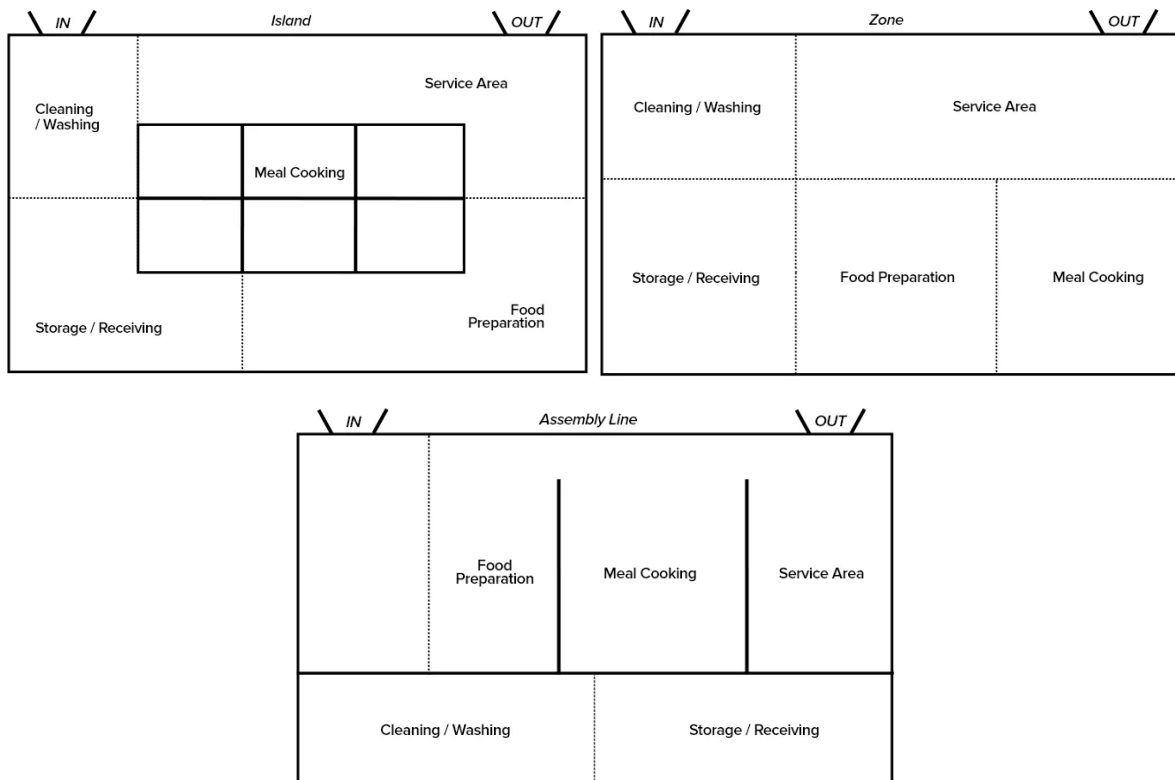 IN
Island
OUT
Cleaning
/ Washing
Service Area
Meal Cooking
Storage / Receiving
Food
Preparation
IN
Zone
OUT
Cleaning / Washing
Service Area
Storage / Receiving
Food Preparation
Meal Cooking
IN
Assembly Line
OUT
Food
Preparation
Meal Cooking
Service Area
Cleaning / Washing
Storage / Receiving